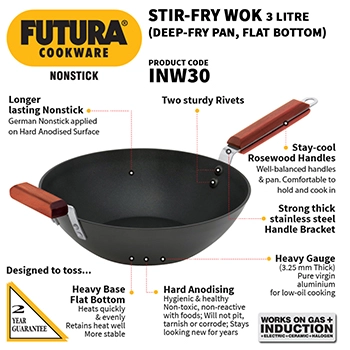 FUTURA®
COOKWARE
NONSTICK
STIR-FRY WOK 3 LITRE
(DEEP-FRY PAN, FLAT BOTTOM)
PRODUCT CODE
INW30
Longer
lasting Nonstick
German Nonstick applied
on Hard Anodised Surface
Two sturdy Rivets
Stay-cool
Rosewood Handles
Well-balanced handles
& pan. Comfortable to
hold and cook in
Strong thick
stainless steel
Handle Bracket
Heavy Gauge
(3.25 mm Thick)
Pure virgin
aluminium
for low-oil cooking
Designed to toss...
2
YEAR
GUARANTEE
Heavy Base
Flat Bottom
Heats quickly
& evenly
Retains heat well
More stable
Hard Anodising
Hygienic & healthy
Non-toxic, non-reactive
with foods; Will not pit,
tarnish or corrode; Stays
looking new for years
WORKS ON GAS +
INDUCTION
• ELECTRIC • CERAMIC • HALOGEN